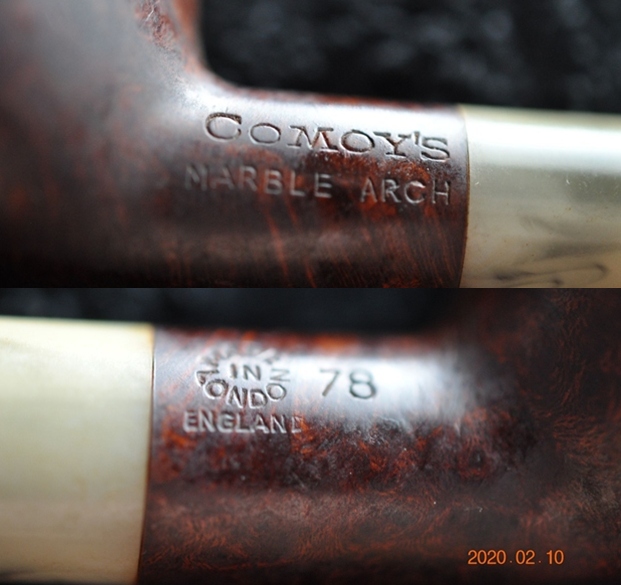 COMOY'S
MARBLE ARCH
MADE IN LONDON 78
ENGLAND
2020.02.10